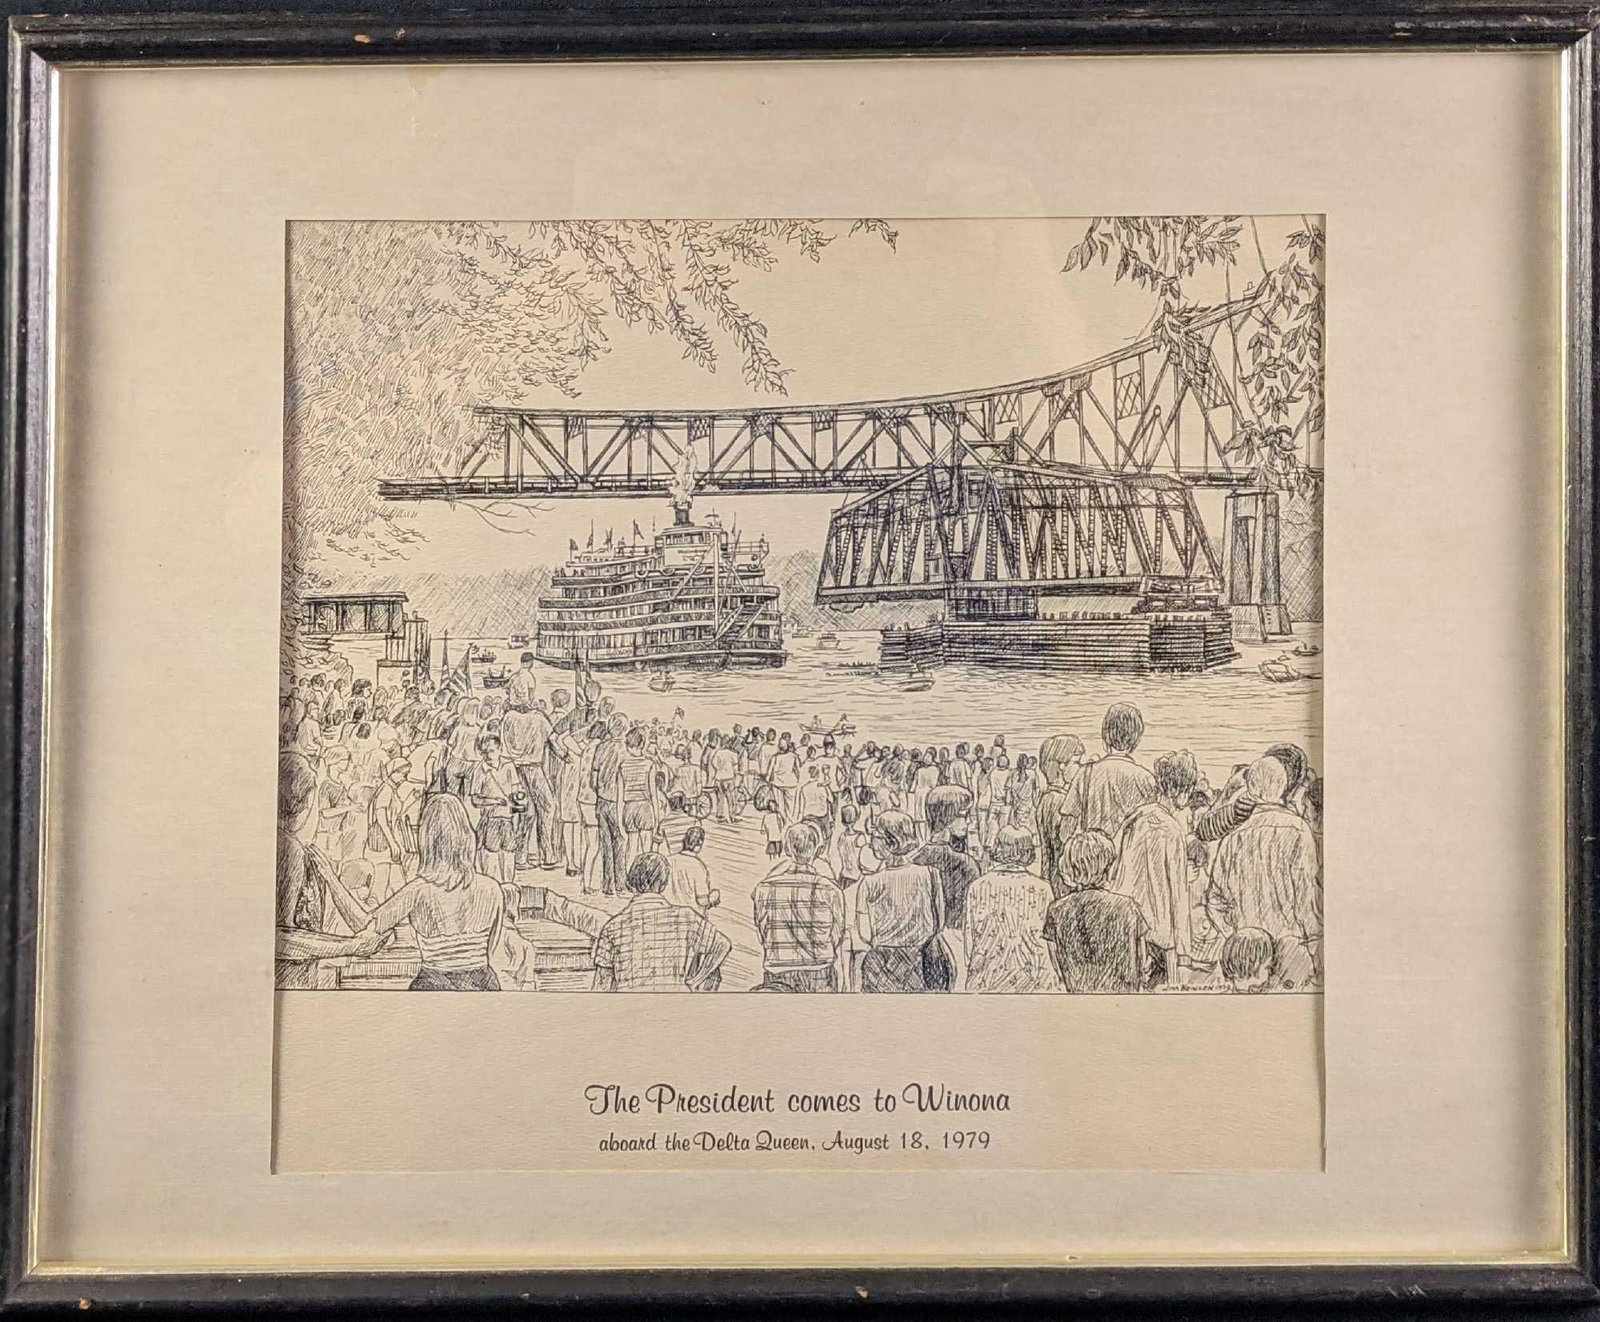 The President comes to Winona
aboard the Delta Queen, August 18, 1979
©